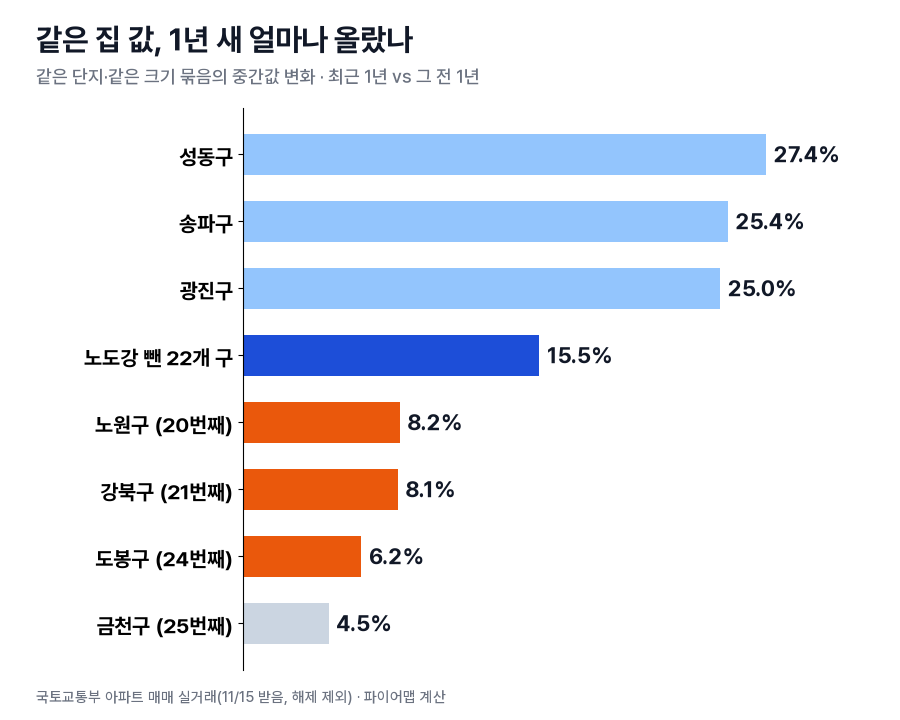 같은 집 값, 1년 새 얼마나 올랐나
같은 단지·같은 크기 묶음의 중간값 변화 · 최근 1년 vs 그 전 1년
성동구 27.4%
송파구 25.4%
광진구 25.0%
노도강 뺀 22개 구 15.5%
노원구 (20번째) 8.2%
강북구 (21번째) 8.1%
도봉구 (24번째) 6.2%
금천구 (25번째) 4.5%
국토교통부 아파트 매매 실거래(11/15 받음, 해제 제외) · 파이어맵 계산